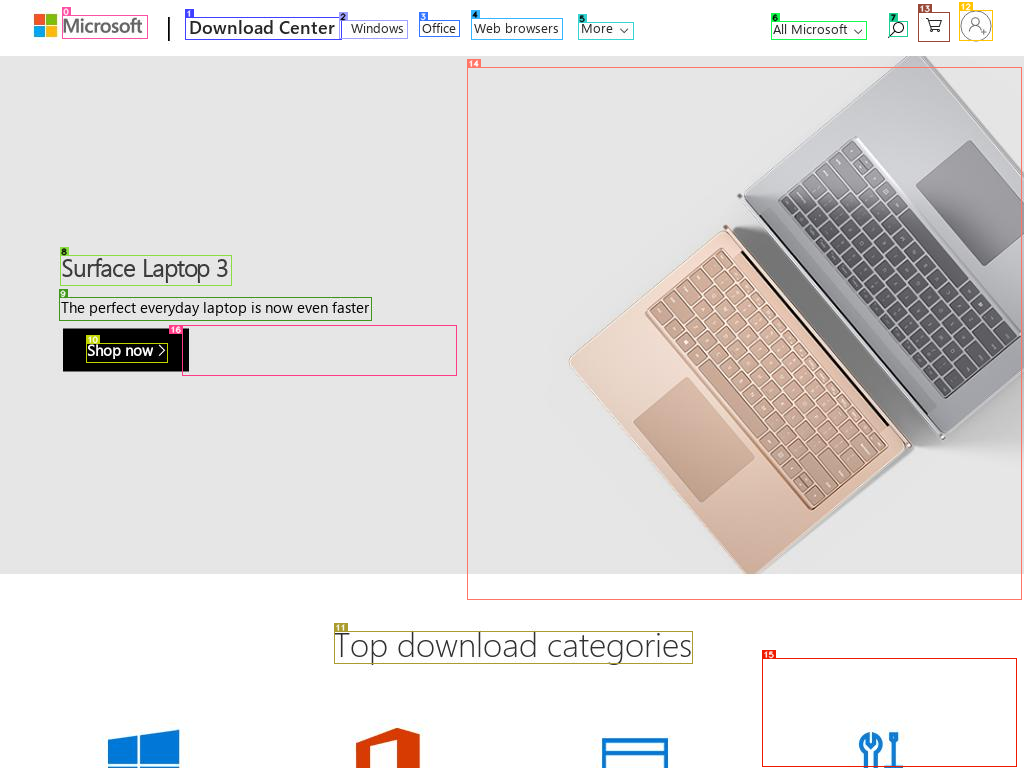 Microsoft
Download Center
Windows
Office
Web browsers
More
All Microsoft
Surface Laptop 3
The perfect everyday laptop is now even faster
Shop now
Top download categories
0
1
2
3
4
5
6
7
8
9
10
11
12
13
14
15
16